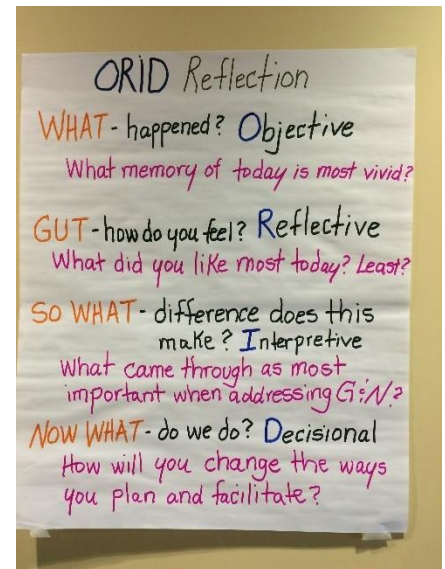 ORID Reflection
WHAT - happened? Objective
What memory of today is most vivid?
GUT - how do you feel? Reflective
What did you like most today? Least?
SO WHAT - difference does this
make? Interpretive
What came through as most
important when addressing G:N?
NOW WHAT - do we do? Decisional
How will you change the ways
you plan and facilitate?